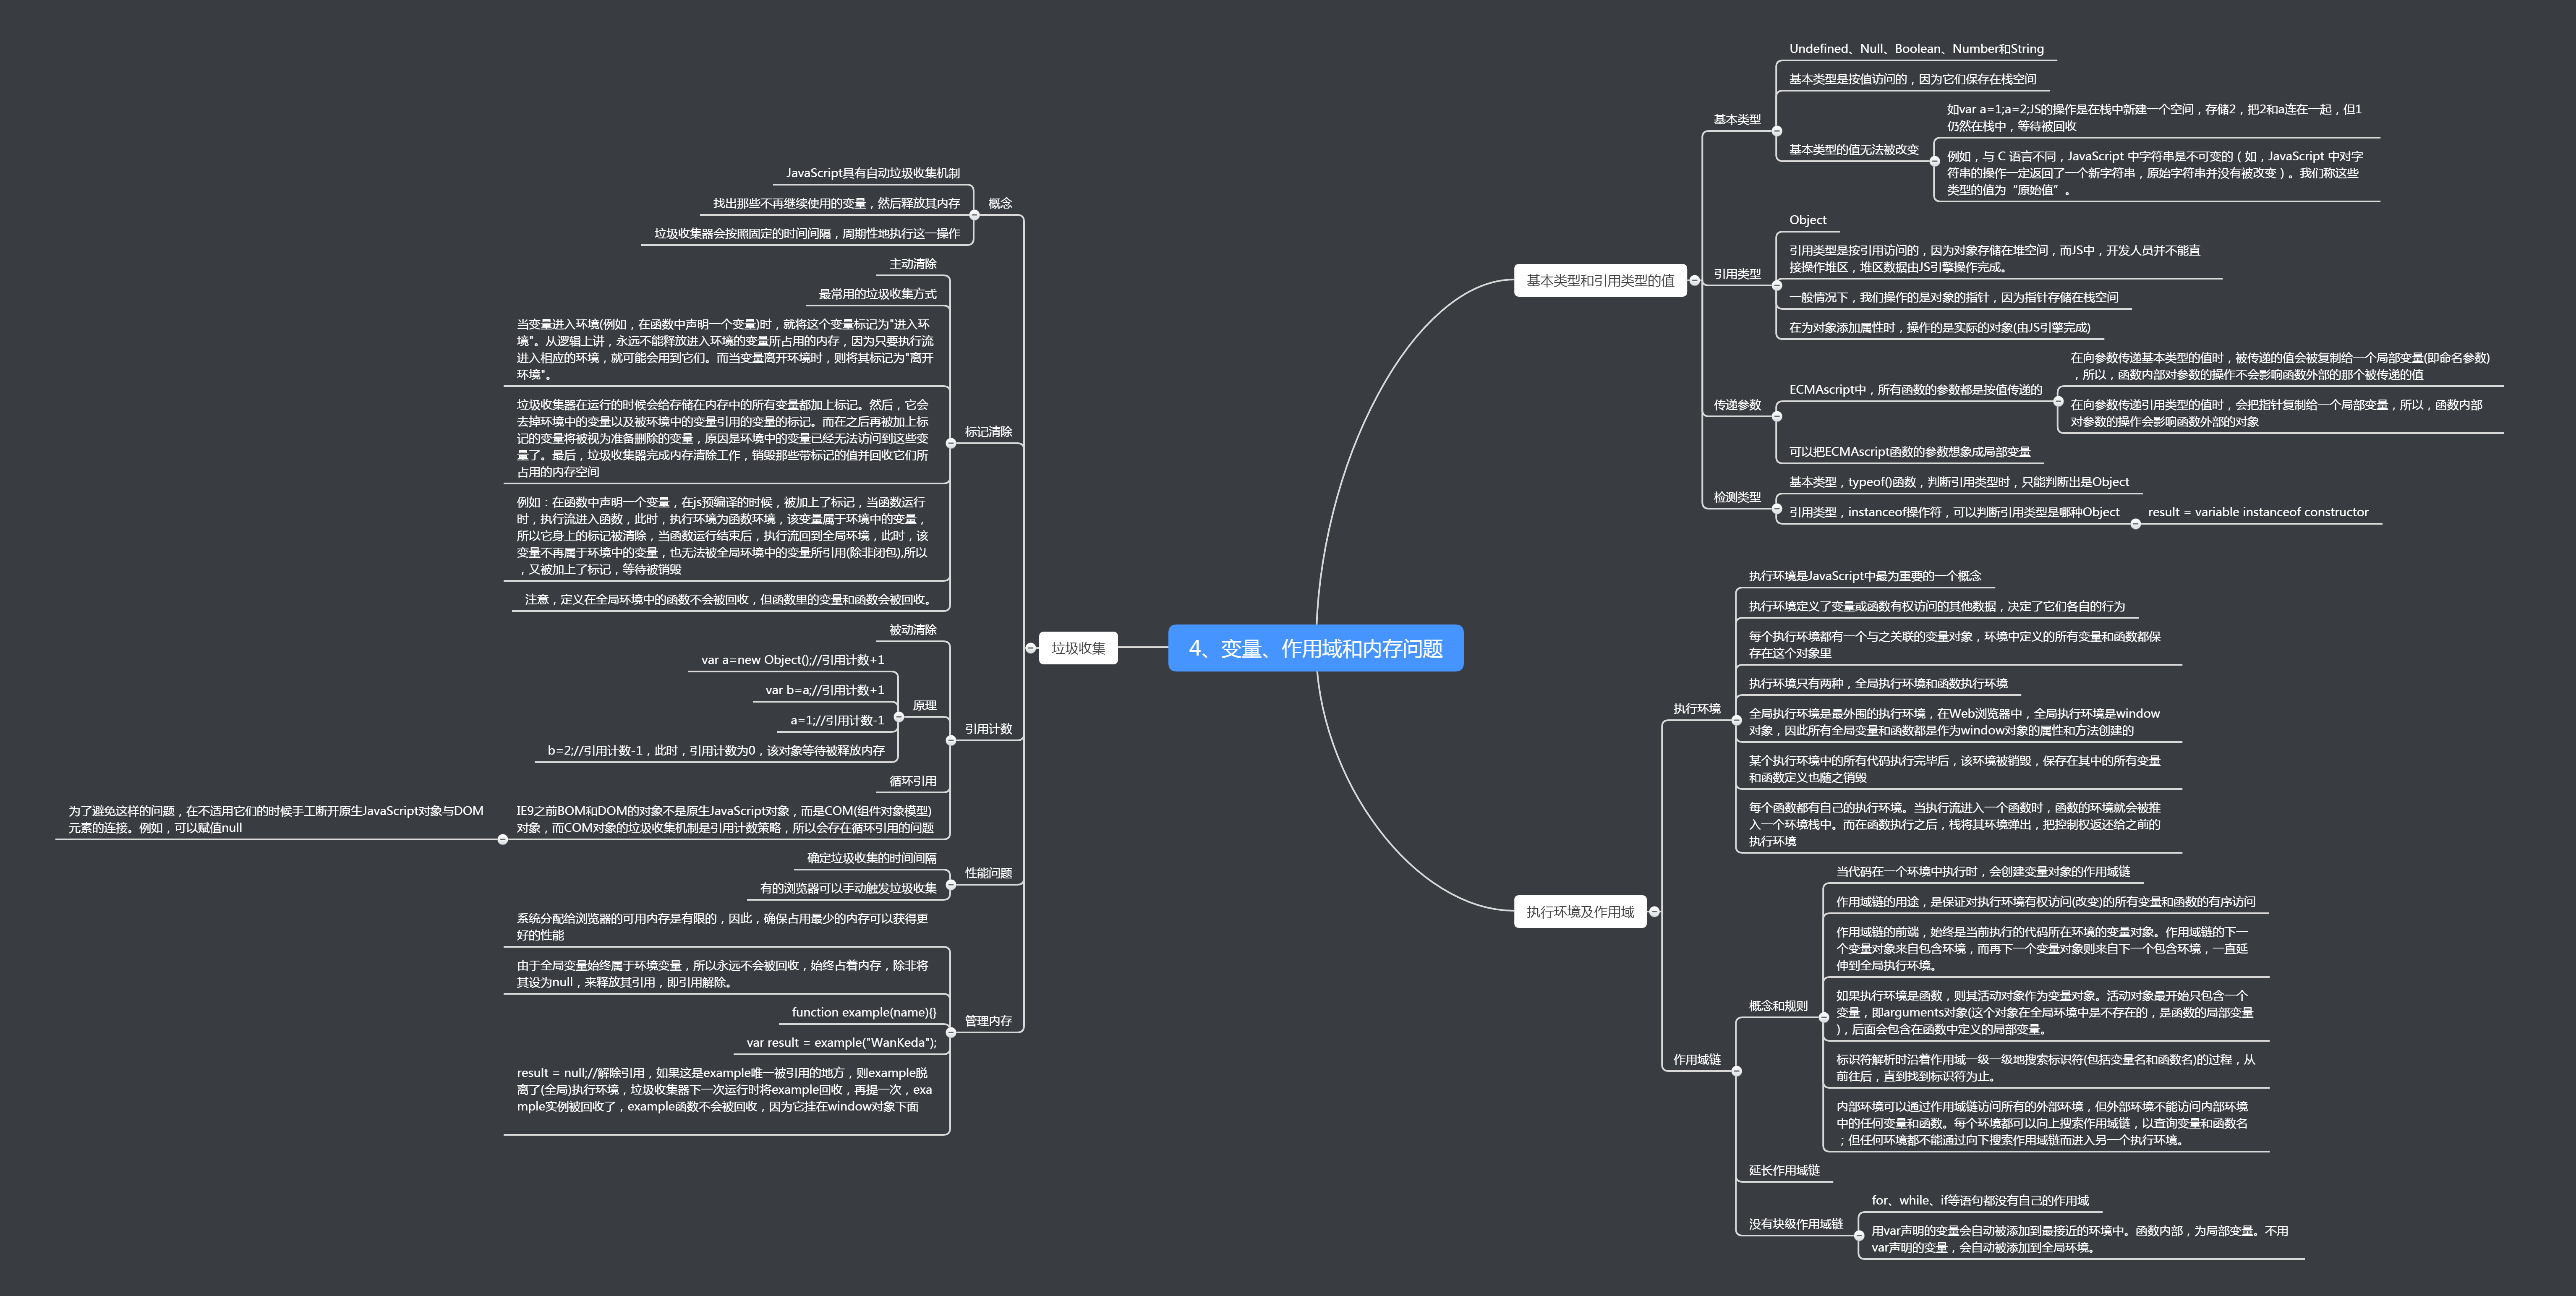 4、变量、作用域和内存问题
基本类型和引用类型的值
基本类型
Undefined、Null、Boolean、Number和String
基本类型是按值访问的，因为它们保存在栈空间
基本类型的值无法被改变
如var a=1;a=2;JS的操作是在栈中新建一个空间，存储2，把2和a连在一起，但1
仍然在栈中，等待被回收
例如，与 C 语言不同，JavaScript 中字符串是不可变的（如，JavaScript 中对字
符串的操作一定返回了一个新字符串，原始字符串并没有被改变）。我们称这些
类型的值为“原始值”。
引用类型
Object
引用类型是按引用访问的，因为对象存储在堆空间，而JS中，开发人员并不能直
接操作堆区，堆区数据由JS引擎操作完成。
一般情况下，我们操作的是对象的指针，因为指针存储在栈空间
在为对象添加属性时，操作的是实际的对象(由JS引擎完成)
传递参数
ECMAscript中，所有函数的参数都是按值传递的
在向参数传递基本类型的值时，被传递的值会被复制给一个局部变量(即命名参数)
，所以，函数内部对参数的操作不会影响函数外部的那个被传递的值
在向参数传递引用类型的值时，会把指针复制给一个局部变量，所以，函数内部
对参数的操作会影响函数外部的对象
可以把ECMAscript函数的参数想象成局部变量
检测类型
基本类型，typeof()函数，判断引用类型时，只能判断出是Object
引用类型，instanceof操作符，可以判断引用类型是哪种Object
result = variable instanceof constructor
执行环境及作用域
执行环境
执行环境是JavaScript中最为重要的一个概念
执行环境定义了变量或函数有权访问的其他数据，决定了它们各自的行为
每个执行环境都有一个与之关联的变量对象，环境中定义的所有变量和函数都保
存在这个对象里
执行环境只有两种，全局执行环境和函数执行环境
全局执行环境是最外围的执行环境，在Web浏览器中，全局执行环境是window
对象，因此所有全局变量和函数都是作为window对象的属性和方法创建的
某个执行环境中的所有代码执行完毕后，该环境被销毁，保存在其中的所有变量
和函数定义也随之销毁
每个函数都有自己的执行环境。当执行流进入一个函数时，函数的环境就会被推
入一个环境栈中。而在函数执行之后，栈将其环境弹出，把控制权返还给之前的
执行环境
作用域链
概念和规则
当代码在一个环境中执行时，会创建变量对象的作用域链
作用域链的用途，是保证对执行环境有权访问(改变)的所有变量和函数的有序访问
作用域链的前端，始终是当前执行的代码所在环境的变量对象。作用域链的下一
个变量对象来自包含环境，而再下一个变量对象则来自下一个包含环境，一直延
伸到全局执行环境。
如果执行环境是函数，则其活动对象作为变量对象。活动对象最开始只包含一个
变量，即arguments对象(这个对象在全局环境中是不存在的，是函数的局部变量
)，后面会包含在函数中定义的局部变量。
标识符解析时沿着作用域一级一级地搜索标识符(包括变量名和函数名)的过程，从
前往后，直到找到标识符为止。
内部环境可以通过作用域链访问所有的外部环境，但外部环境不能访问内部环境
中的任何变量和函数。每个环境都可以向上搜索作用域链，以查询变量和函数名
；但任何环境都不能通过向下搜索作用域链而进入另一个执行环境。
延长作用域链
没有块级作用域链
for、while、if等语句都没有自己的作用域
用var声明的变量会自动被添加到最接近的环境中。函数内部，为局部变量。不用
var声明的变量，会自动被添加到全局环境。
垃圾收集
概念
JavaScript具有自动垃圾收集机制
找出那些不再继续使用的变量，然后释放其内存
垃圾收集器会按照固定的时间间隔，周期性地执行这一操作
标记清除
主动清除
最常用的垃圾收集方式
当变量进入环境(例如，在函数中声明一个变量)时，就将这个变量标记为"进入环
境"。从逻辑上讲，永远不能释放进入环境的变量所占用的内存，因为只要执行流
进入相应的环境，就可能会用到它们。而当变量离开环境时，则将其标记为"离开
环境"。
垃圾收集器在运行的时候会给存储在内存中的所有变量都加上标记。然后，它会
去掉环境中的变量以及被环境中的变量引用的变量的标记。而在之后再被加上标
记的变量将被视为准备删除的变量，原因是环境中的变量已经无法访问到这些变
量了。最后，垃圾收集器完成内存清除工作，销毁那些带标记的值并回收它们所
占用的内存空间
例如：在函数中声明一个变量，在js预编译的时候，被加上了标记，当函数运行
时，执行流进入函数，此时，执行环境为函数环境，该变量属于环境中的变量，
所以它身上的标记被清除，当函数运行结束后，执行流回到全局环境，此时，该
变量不再属于环境中的变量，也无法被全局环境中的变量所引用(除非闭包),所以
，又被加上了标记，等待被销毁
注意，定义在全局环境中的函数不会被回收，但函数里的变量和函数会被回收。
引用计数
被动清除
原理
var a=new Object();//引用计数+1
var b=a;//引用计数+1
a=1;//引用计数-1
b=2;//引用计数-1，此时，引用计数为0，该对象等待被释放内存
循环引用
IE9之前BOM和DOM的对象不是原生JavaScript对象，而是COM(组件对象模型)
对象，而COM对象的垃圾收集机制是引用计数策略，所以会存在循环引用的问题
为了避免这样的问题，在不适用它们的时候手工断开原生JavaScript对象与DOM
元素的连接。例如，可以赋值null
性能问题
确定垃圾收集的时间间隔
有的浏览器可以手动触发垃圾收集
管理内存
系统分配给浏览器的可用内存是有限的，因此，确保占用最少的内存可以获得更
好的性能
由于全局变量始终属于环境变量，所以永远不会被回收，始终占着内存，除非将
其设为null，来释放其引用，即引用解除。
function example(name){}
var result = example("WanKeda");
result = null;//解除引用，如果这是example唯一被引用的地方，则example脱
离了(全局)执行环境，垃圾收集器下一次运行时将example回收，再提一次，exa
mple实例被回收了，example函数不会被回收，因为它挂在window对象下面